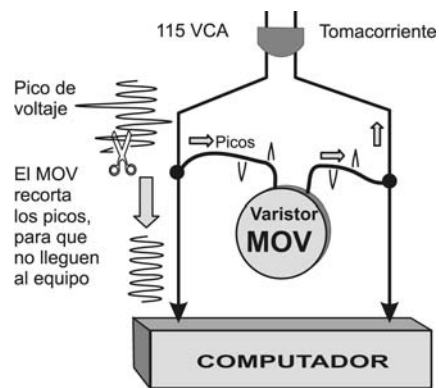 115 VCA
Tomacorriente
Pico de
voltaje
Picos
El MOV
recorta
los picos,
para que
no lleguen
al equipo
Varistor
MOV
COMPUTADOR